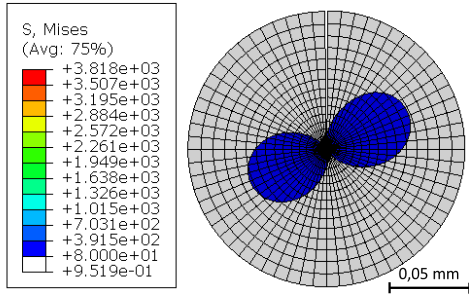 S, Mises
(Avg: 75%)
+3.818e+03
+3.507e+03
+3.195e+03
+2.884e+03
+2.572e+03
+2.261e+03
+1.949e+03
+1.638e+03
+1.326e+03
+1.015e+03
+7.031e+02
+3.915e+02
+8.000e+01
+9.519e-01
0,05 mm